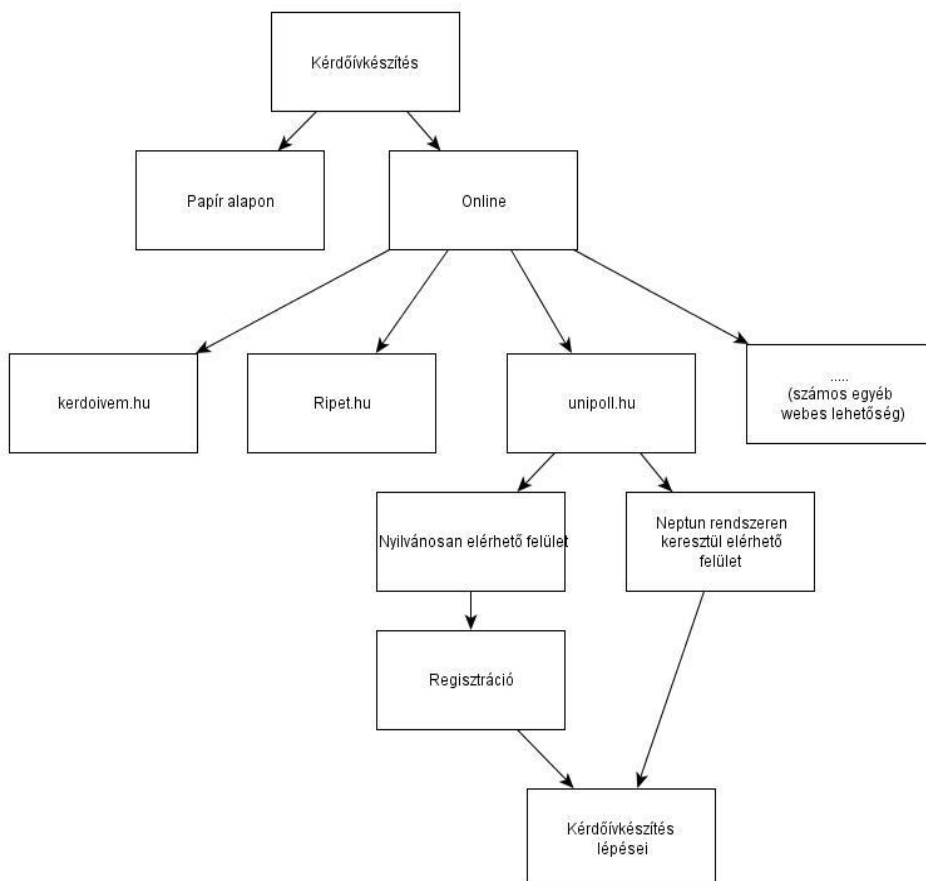 Kérdőívkészítés
Papír alapon
Online
kerdoivem.hu
Ripet.hu
unipoll.hu
.....
(számos egyéb
webes lehetőség)
Nyilvánosan elérhető felület
Neptun rendszeren
keresztül elérhető
felület
Regisztráció
Kérdőívkészítés
lépései